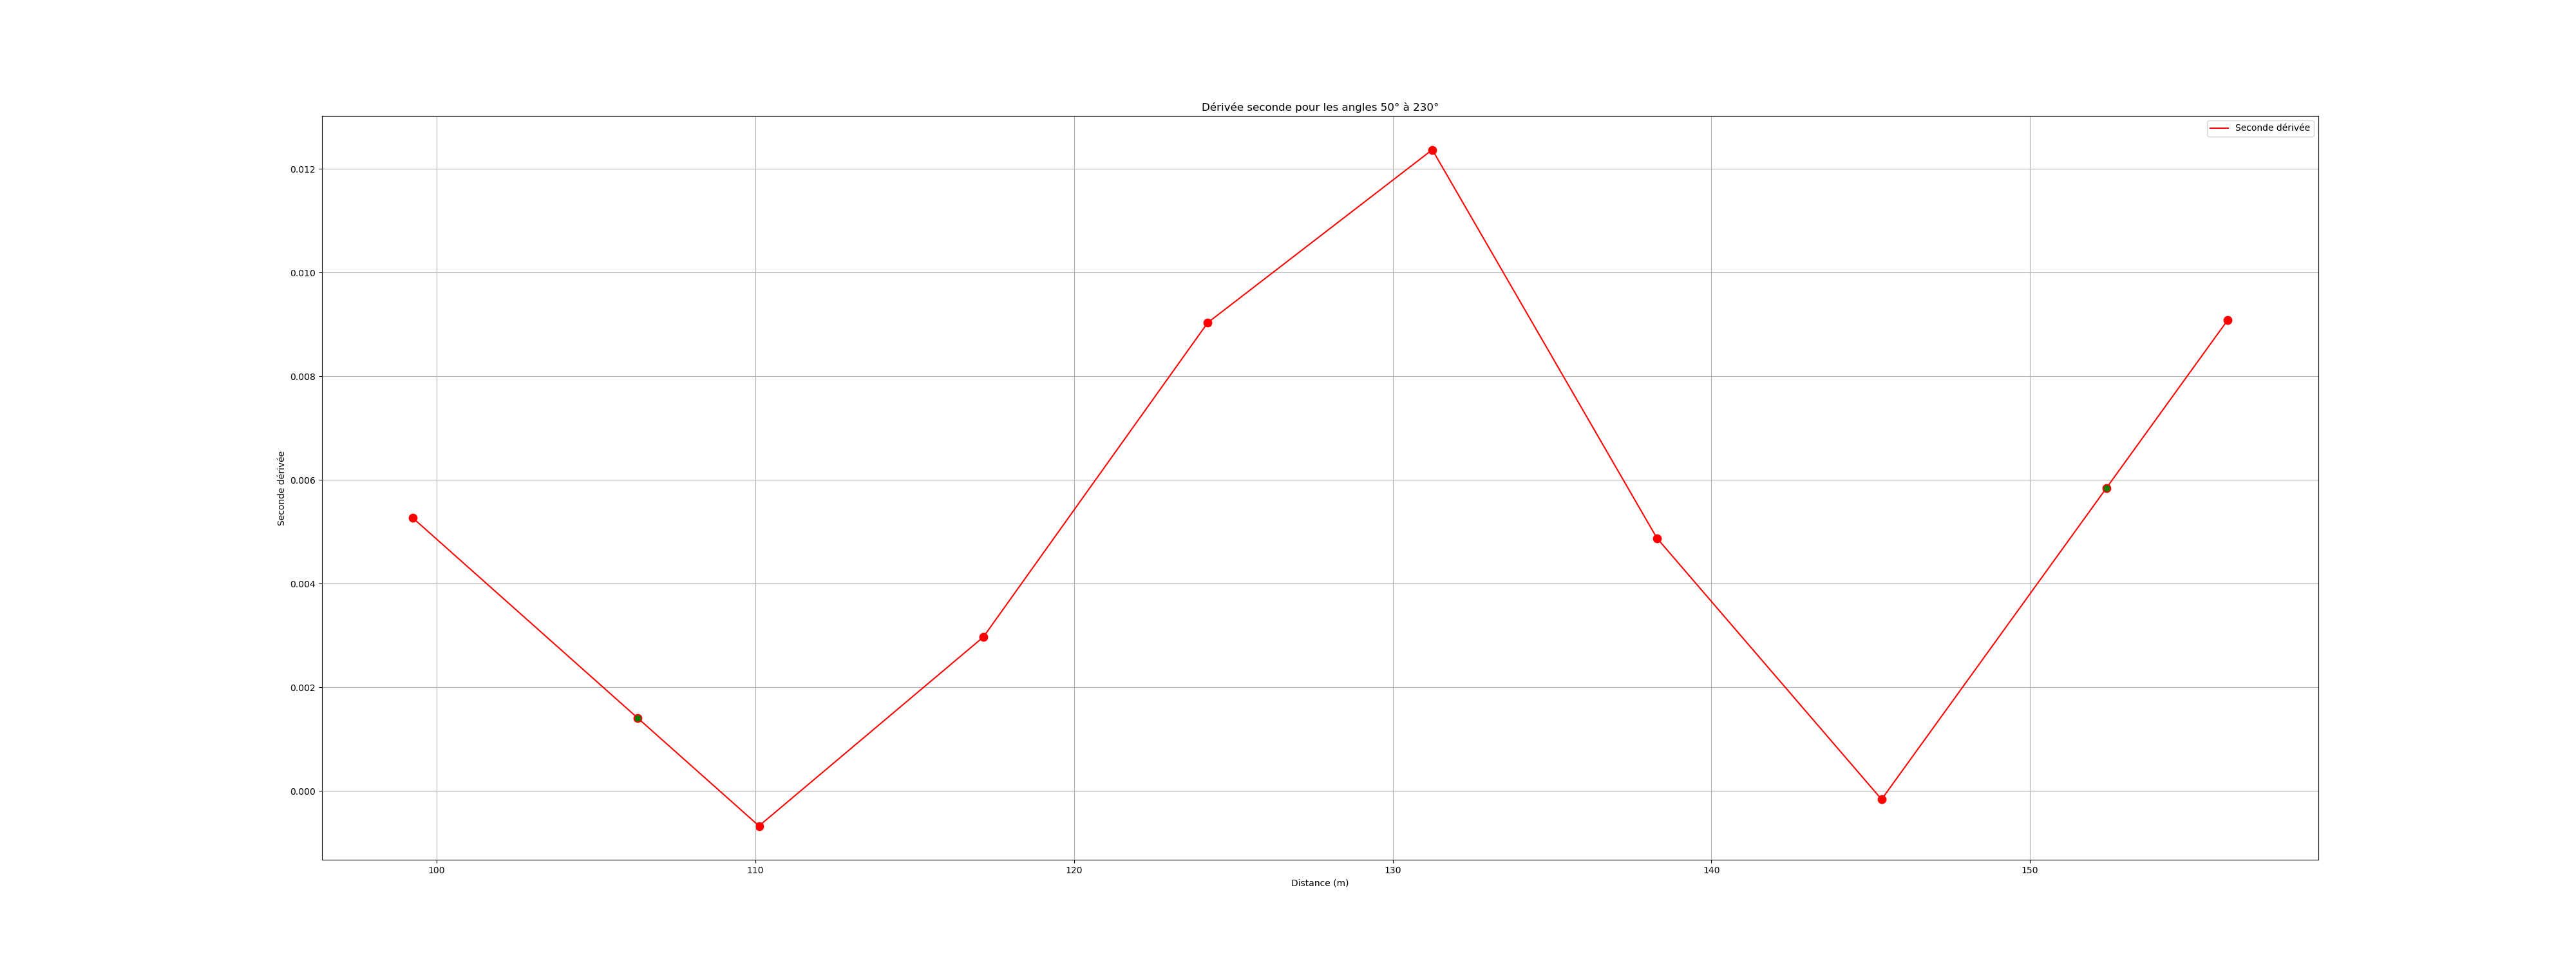 Dérivée seconde pour les angles 50° à 230°
Seconde dérivée
0.012
0.010
0.008
0.006
0.004
0.002
0.000
Seconde dérivée
100 110 120 130 140 150
Distance (m)